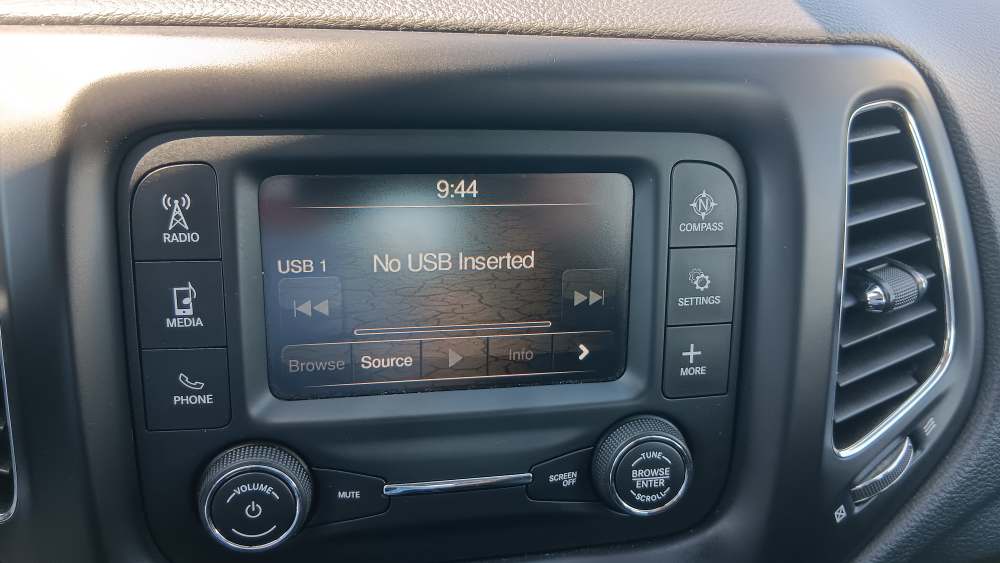 9:44
RADIO
MEDIA
PHONE
USB 1
No USB Inserted
Browse
Source
Info
N
COMPASS
SETTINGS
MORE
VOLUME
MUTE
SCREEN
OFF
TUNE
BROWSE
ENTER
SCROLL